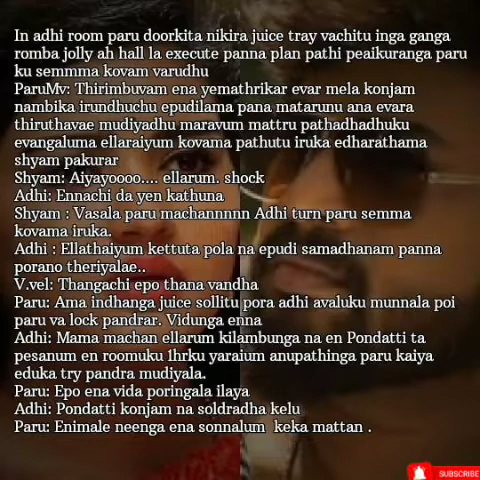 In adhi room paru doorkita nikira juice tray vachitu inga ganga
romba jolly ah hall la execute panna plan pathi peaikuranga paru
ku semmma kovam varudhu
ParuMv: Thirimbuvam ena yemathrikar evar mela konjam
nambika irundhuchu epudilama pana matarunu ana evara
thiruthavae mudiyadhu maravum mattru pathadhadhuku
evangaluma ellaraiyum kovama pathutu iruka edharathama
shyam pakurar
Shyam: Aiyayoooo.... ellarum. shock
Adhi: Ennachi da yen kathuna
Shyam : Vasala paru machannnnn Adhi turn paru semma
kovama iruka.
Adhi : Ellathaiyum kettuta pola na epudi samadhanam panna
porano theriyalae..
V.vel: Thangachi epo thana vandha
Paru: Ama indhanga juice sollitu pora adhi avaluku munnala poi
paru va lock pandrar. Vidunga enna
Adhi: Mama machan ellarum kilambunga na en Pondatti ta
pesanum en roomuku 1hrku yaraium anupathinga paru kaiya
eduka try pandra mudiyala.
Paru: Epo ena vida poringala ilaya
Adhi: Pondatti konjam na soldradha kelu
Paru: Enimale neenga ena sonnalum  keka mattan .
SUBSCRIBE